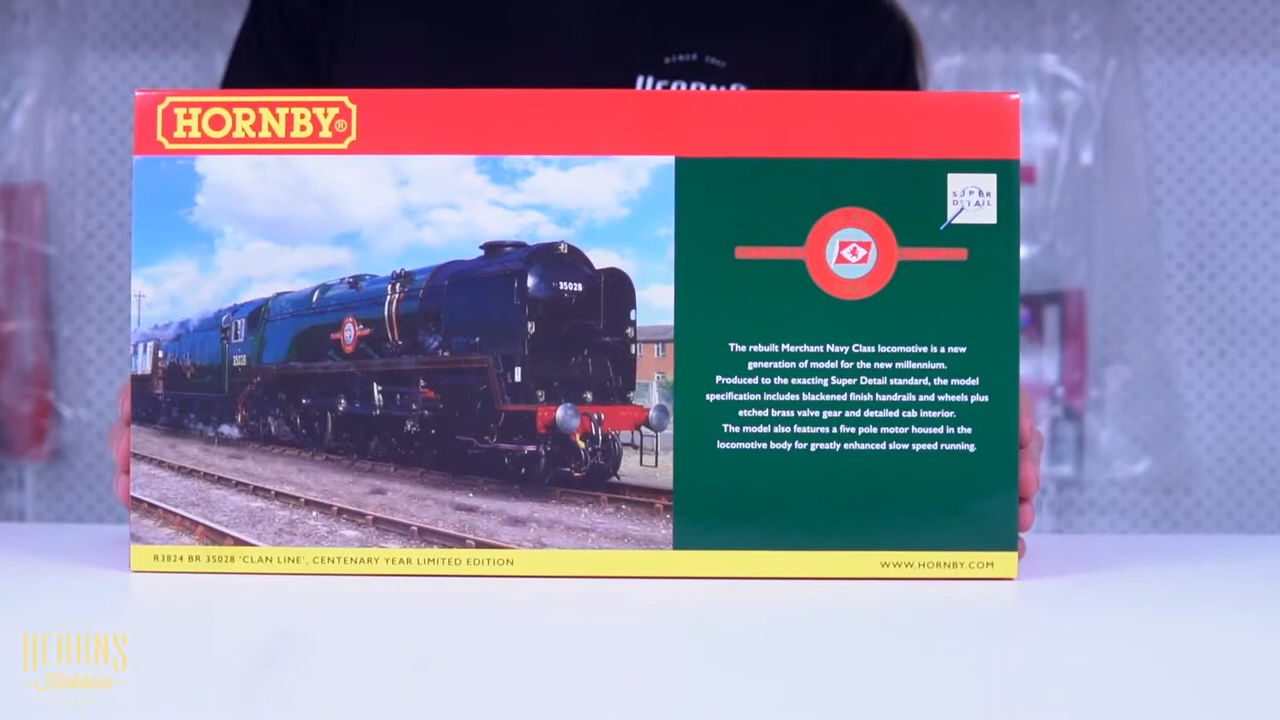 HEARNS
HORNBY®
SUPER
DETAIL
35028
35028
The rebuilt Merchant Navy Class locomotive is a new
generation of model for the new millennium.
Produced to the exacting Super Detail standard, the model
specification includes blackened finish handrails and wheels plus
etched brass valve gear and detailed cab interior.
The model also features a five pole motor housed in the
locomotive body for greatly enhanced slow speed running.
R3824 BR 35028 'CLAN LINE', CENTENARY YEAR LIMITED EDITION
WWW.HORNBY.COM
HEARNS
Hobbies